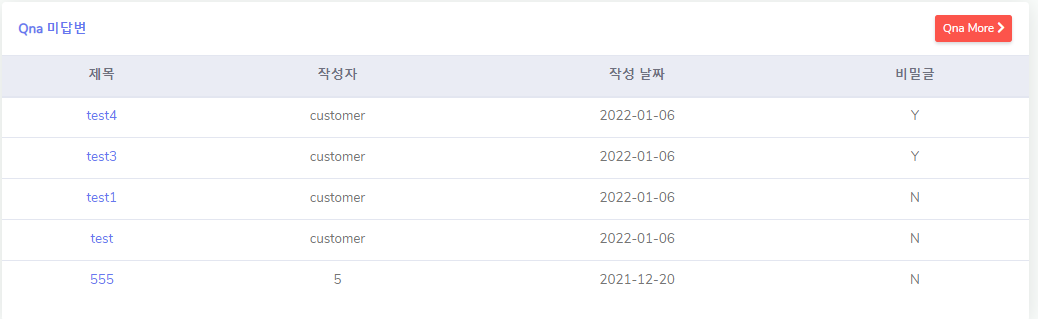 Qna 미답변
Qna More
제목 작성자 작성 날짜 비밀글
test4 customer 2022-01-06 Y
test3 customer 2022-01-06 Y
test1 customer 2022-01-06 N
test customer 2022-01-06 N
555 5 2021-12-20 N